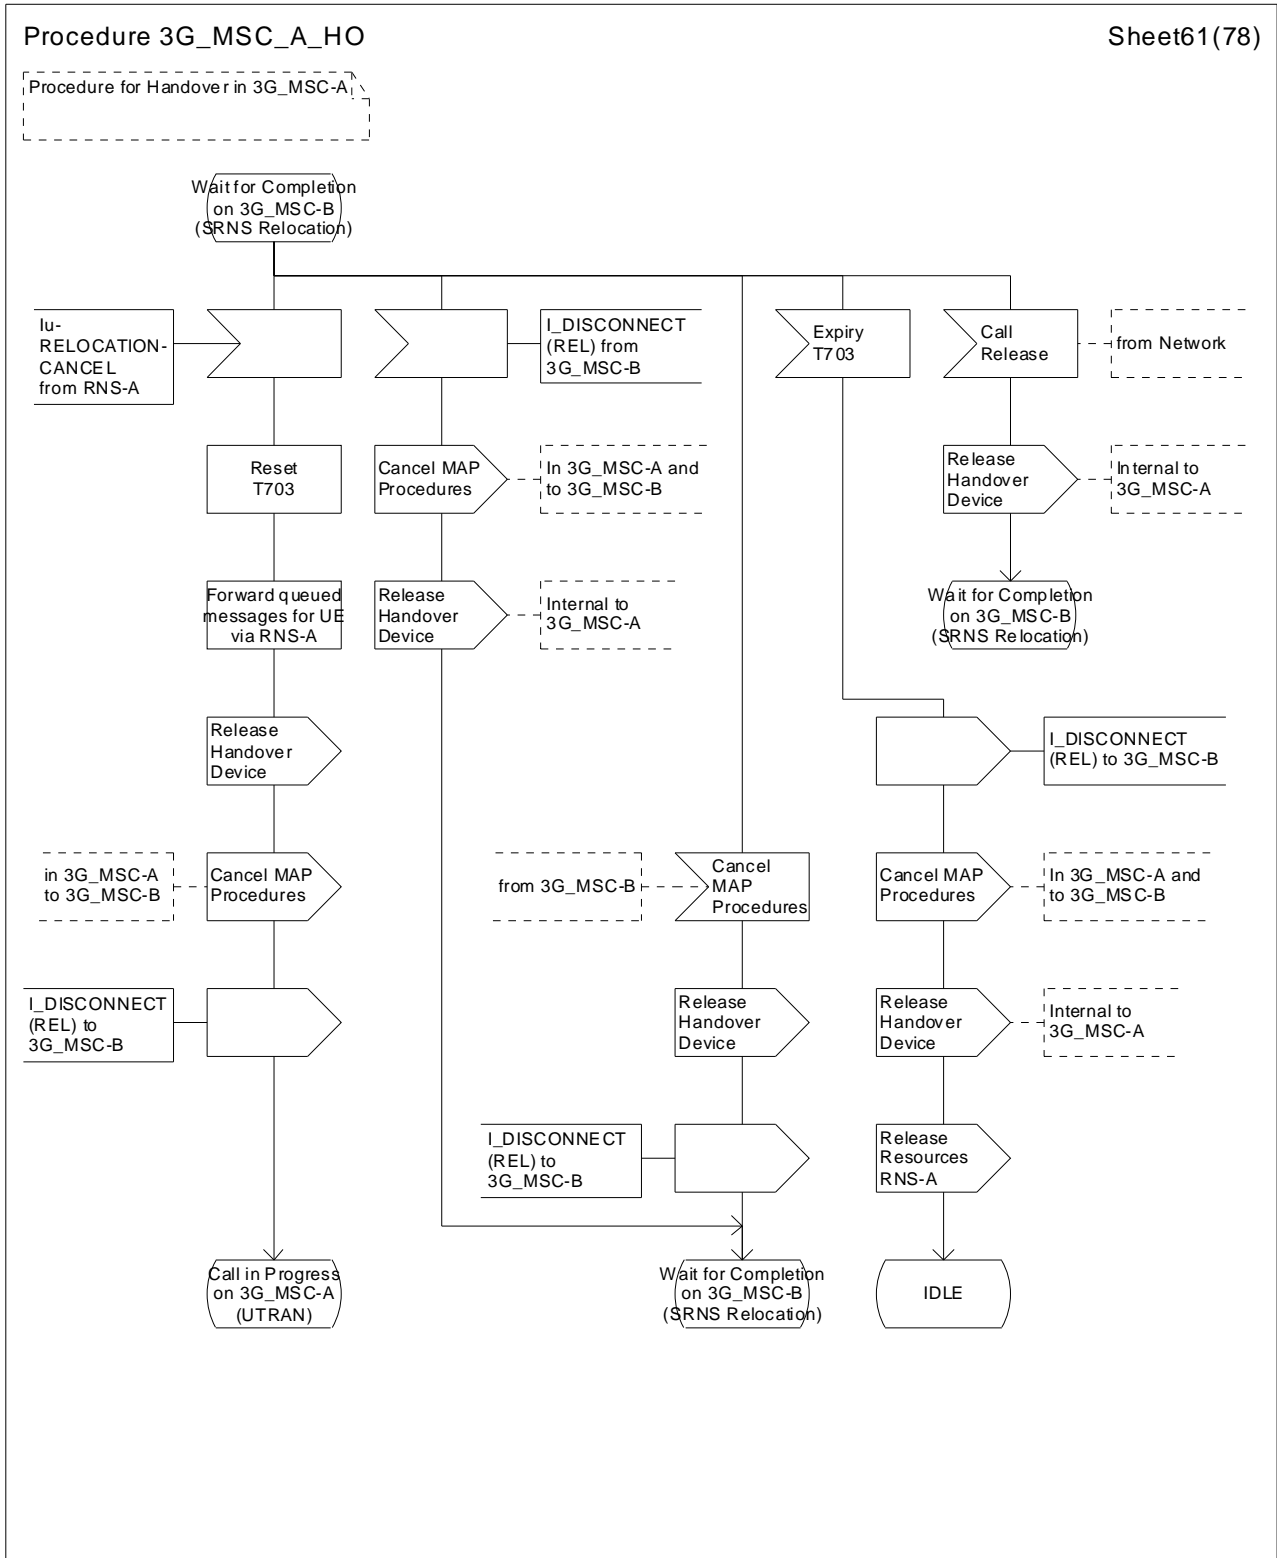 Procedure 3G_MSC_A_HO
Sheet61(78)
Procedure for Handover in 3G_MSC-A
Wait for Completion
on 3G_MSC-B
(SRNS Relocation)
Iu-
RELOCATION-
CANCEL
from RNS-A
I_DISCONNECT
(REL) from
3G_MSC-B
Expiry
T703
Call
Release
from Network
Reset
T703
Cancel MAP
Procedures
In 3G_MSC-A and
to 3G_MSC-B
Release
Handover
Device
Internal to
3G_MSC-A
Forward queued
messages for UE
via RNS-A
Release
Handover
Device
Internal to
3G_MSC-A
Wait for Completion
on 3G_MSC-B
(SRNS Relocation)
Release
Handover
Device
I_DISCONNECT
(REL) to 3G_MSC-B
in 3G_MSC-A
to 3G_MSC-B
Cancel MAP
Procedures
from 3G_MSC-B
Cancel
MAP
Procedures
Cancel MAP
Procedures
In 3G_MSC-A and
to 3G_MSC-B
I_DISCONNECT
(REL) to
3G_MSC-B
Release
Handover
Device
Release
Handover
Device
Internal to
3G_MSC-A
I_DISCONNECT
(REL) to
3G_MSC-B
Release
Resources
RNS-A
Call in Progress
on 3G_MSC-A
(UTRAN)
Wait for Completion
on 3G_MSC-B
(SRNS Relocation)
IDLE